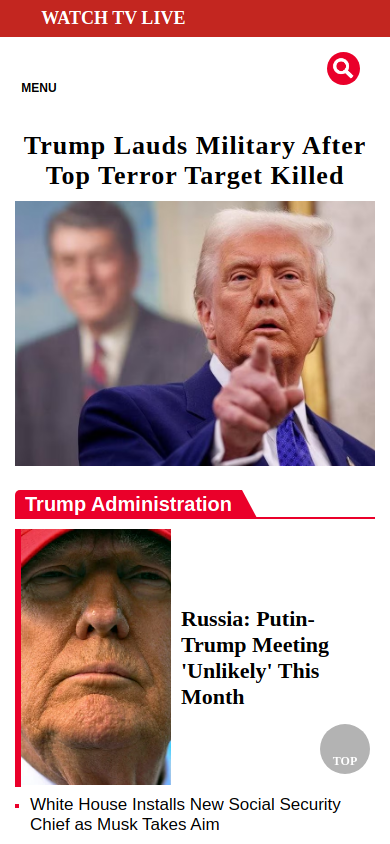 WATCH TV LIVE
MENU
Trump Lauds Military After
Top Terror Target Killed
Trump Administration
Russia: Putin-
Trump Meeting
'Unlikely' This
Month
TOP
White House Installs New Social Security
Chief as Musk Takes Aim